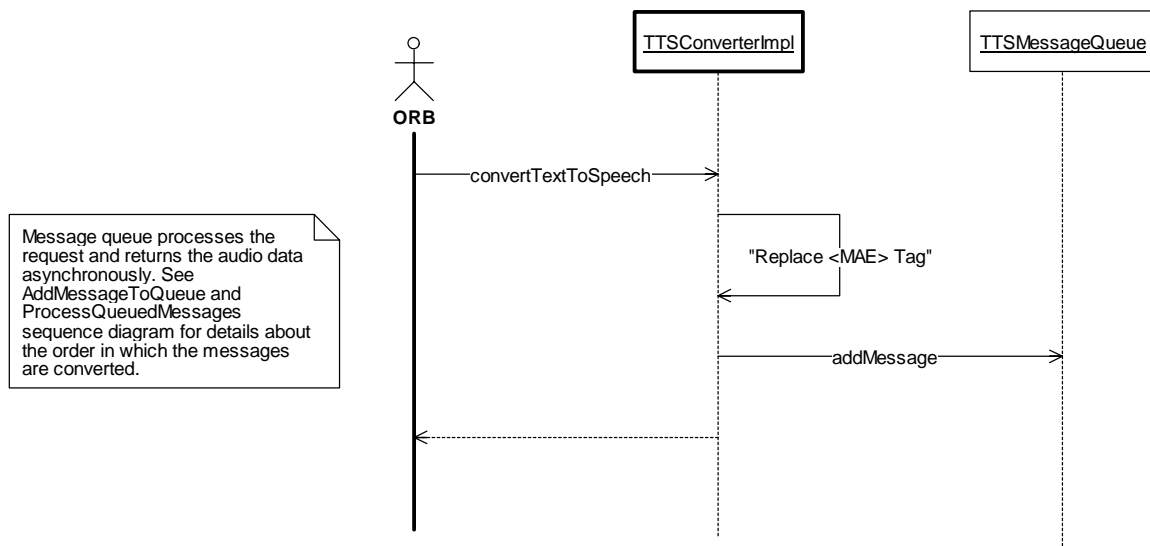 TTSConverterImpl
TTSMessageQueue
ORB
convertTextToSpeech
Message queue processes the
request and returns the audio data
asynchronously. See
AddMessageToQueue and
ProcessQueuedMessages
sequence diagram for details about
the order in which the messages
are converted.
"Replace <MAE> Tag"
addMessage